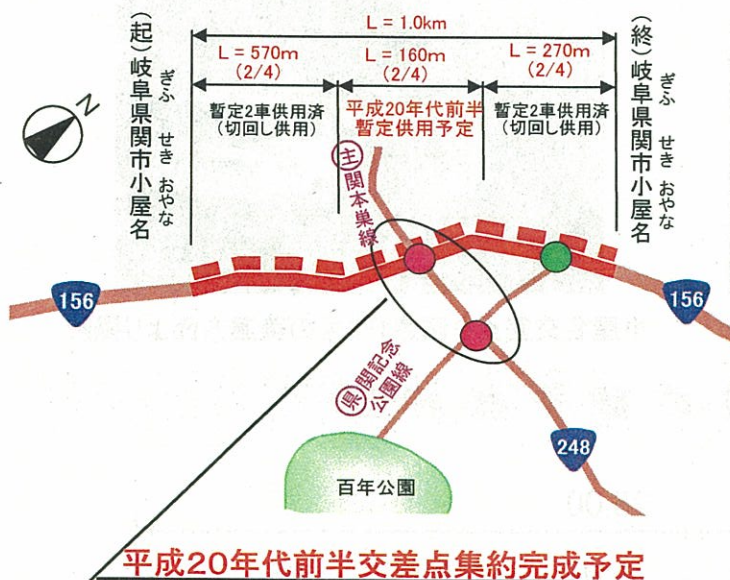 L = 1.0km
L = 570m
(2/4)
L = 160m
(2/4)
L = 270m
(2/4)
(起)岐阜県関市小屋名
ぎふ せき おやな
暫定2車供用済
(切回し供用)
平成20年代前半
暫定供用予定
暫定2車供用済
(切回し供用)
(終)岐阜県関市小屋名
ぎふ せき おやな
N
主 関本巣線
156
156
県 関記念
公園線
248
百年公園
平成20年代前半交差点集約完成予定